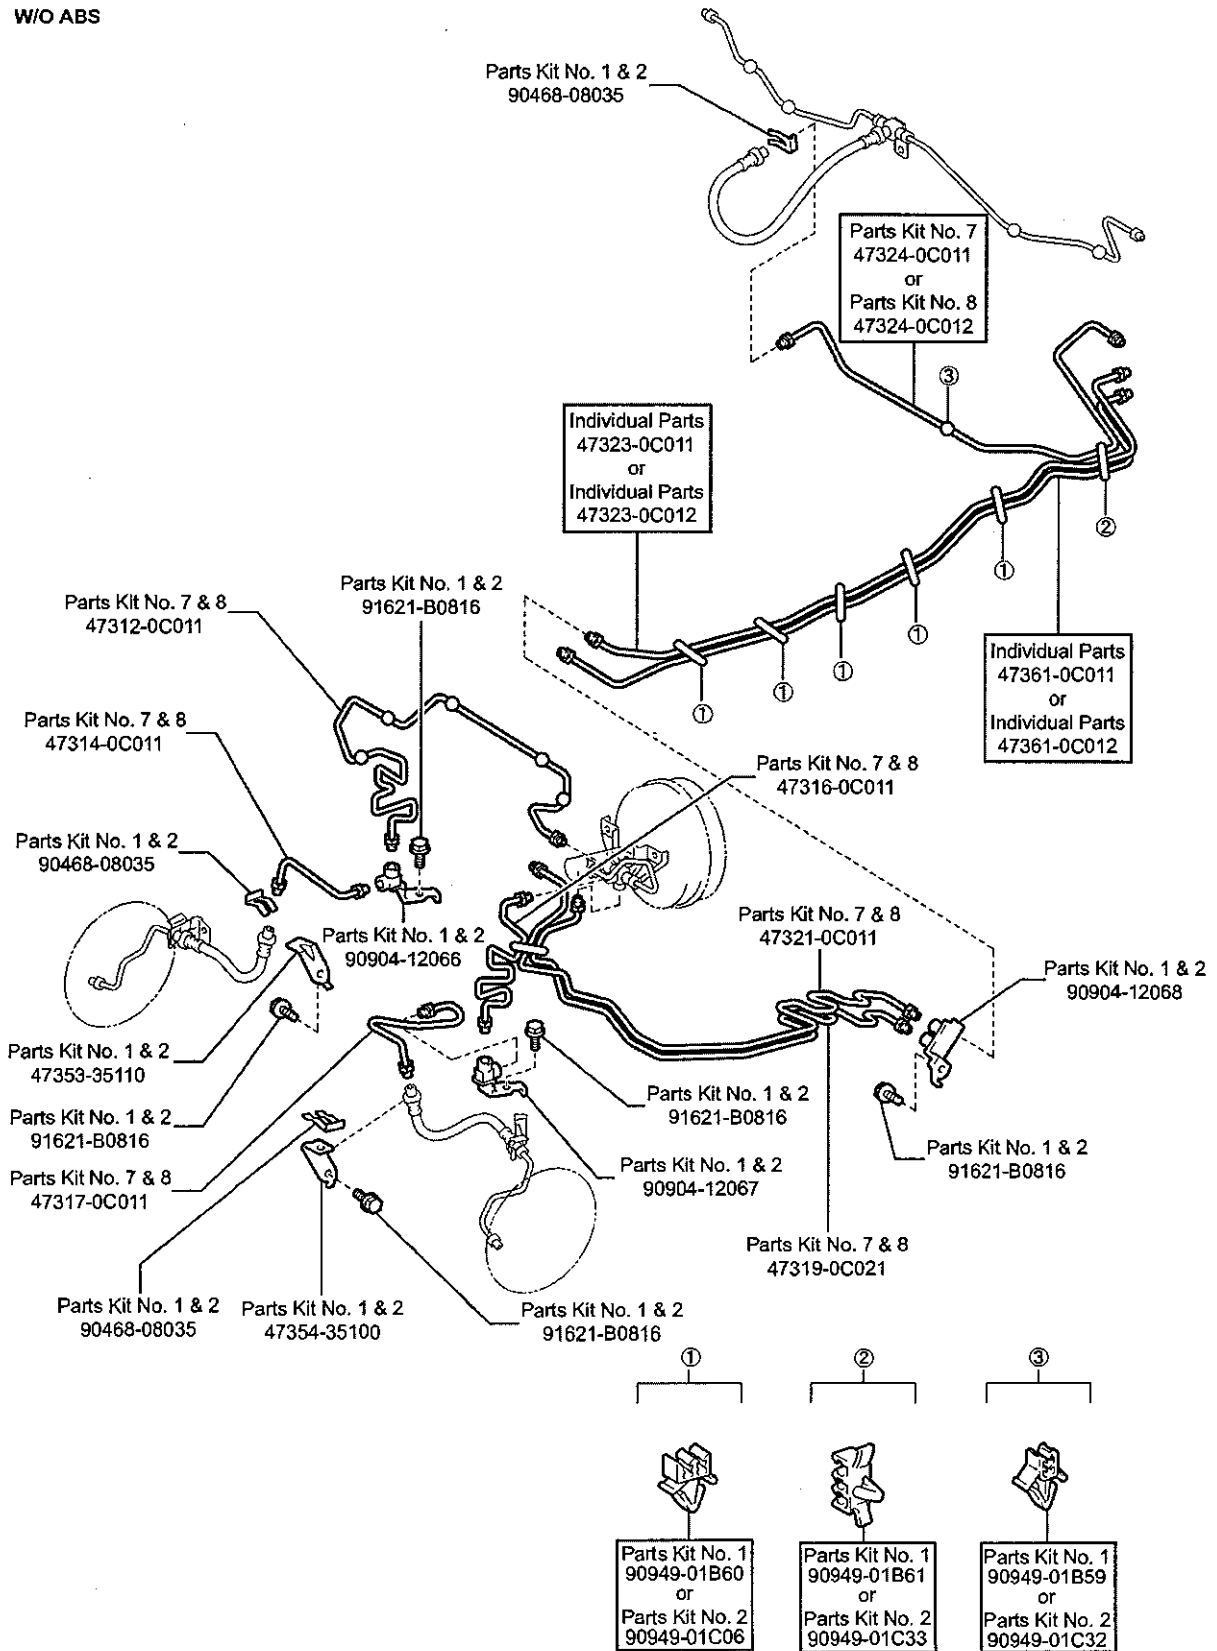 W/O ABS
Parts Kit No. 1 & 2
90468-08035
Parts Kit No. 7
47324-0C011
or
Parts Kit No. 8
47324-0C012
③
Individual Parts
47323-0C011
or
Individual Parts
47323-0C012
②
①
①
①
①
①
Individual Parts
47361-0C011
or
Individual Parts
47361-0C012
Parts Kit No. 1 & 2
91621-B0816
Parts Kit No. 7 & 8
47312-0C011
Parts Kit No. 7 & 8
47314-0C011
Parts Kit No. 7 & 8
47316-0C011
Parts Kit No. 1 & 2
90468-08035
Parts Kit No. 1 & 2
90904-12066
Parts Kit No. 7 & 8
47321-0C011
Parts Kit No. 1 & 2
90904-12068
Parts Kit No. 1 & 2
47353-35110
Parts Kit No. 1 & 2
91621-B0816
Parts Kit No. 7 & 8
47317-0C011
Parts Kit No. 1 & 2
91621-B0816
Parts Kit No. 1 & 2
90904-12067
Parts Kit No. 1 & 2
91621-B0816
Parts Kit No. 7 & 8
47319-0C021
Parts Kit No. 1 & 2
90468-08035
Parts Kit No. 1 & 2
47354-35100
Parts Kit No. 1 & 2
91621-B0816
①
②
③
Parts Kit No. 1
90949-01B60
or
Parts Kit No. 2
90949-01C06
Parts Kit No. 1
90949-01B61
or
Parts Kit No. 2
90949-01C33
Parts Kit No. 1
90949-01B59
or
Parts Kit No. 2
90949-01C32